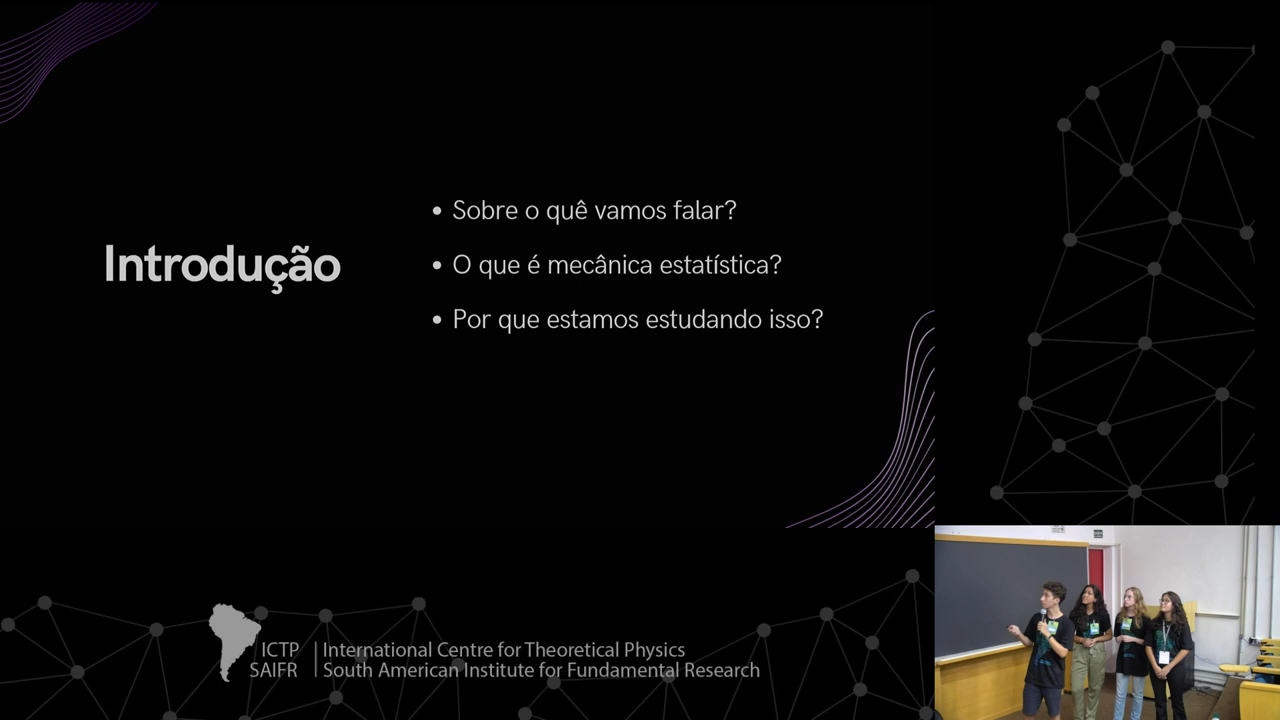 Introdução
• Sobre o quê vamos falar?
• O que é mecânica estatística?
• Por que estamos estudando isso?
ICTP
SAIFR
International Centre for Theoretical Physics
South American Institute for Fundamental Research